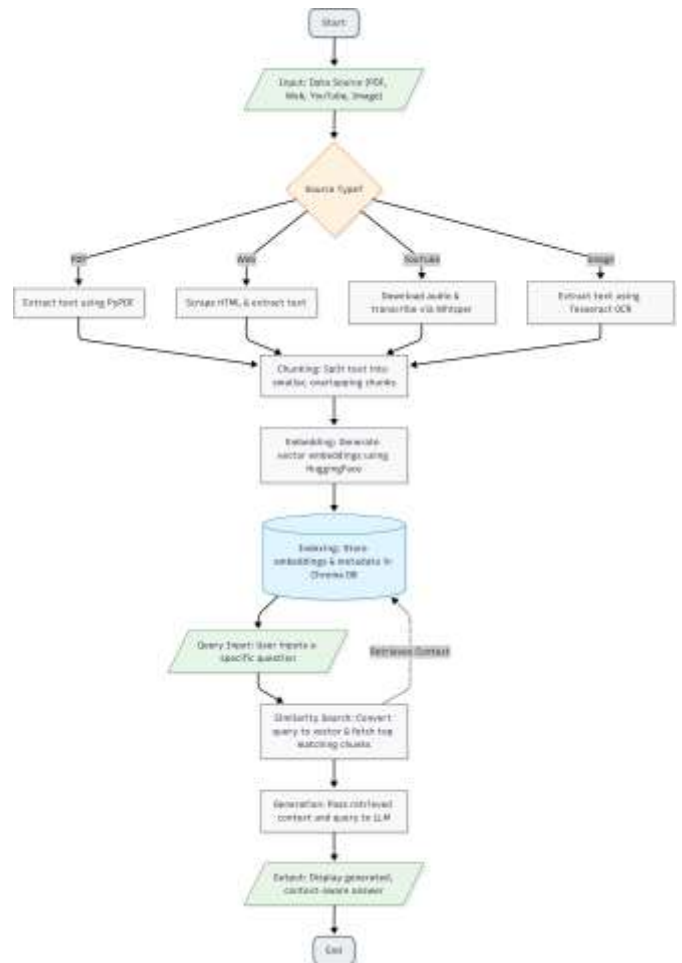 Start
Input: Data Source (PDF,
Web, YouTube, Image)
Source Type?
PDF
Web
YouTube
Image
Extract text using PyPDF
Scrape HTML & extract text
Download audio &
transcribe via Whisper
Extract text using
Tesseract OCR
Chunking: Split text into
smaller, overlapping chunks
Embedding: Generate
vector embeddings using
HuggingFace
Indexing: Store
embeddings & metadata in
Chroma DB
Query Input: User inputs a
specific question
Retrieves Context
Similarity Search: Convert
query to vector & fetch top
matching chunks
Generation: Pass retrieved
context and query to LLM
Output: Display generated,
context-aware answer
End